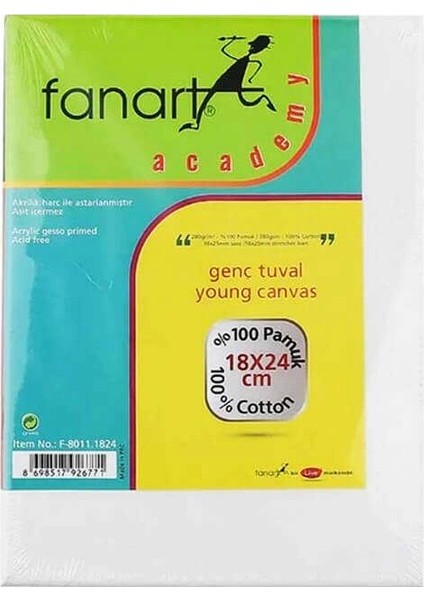 fanart®
academy
Akrilik harç ile astarlanmıştır
Asit içermez
Acrylic gesso primed
Acid free
genç tuval
young canvas
%100 Pamuk
18X24
cm
100% Cotton
Item No.: F-8011.1824
8 698517 926771
fanart
Live